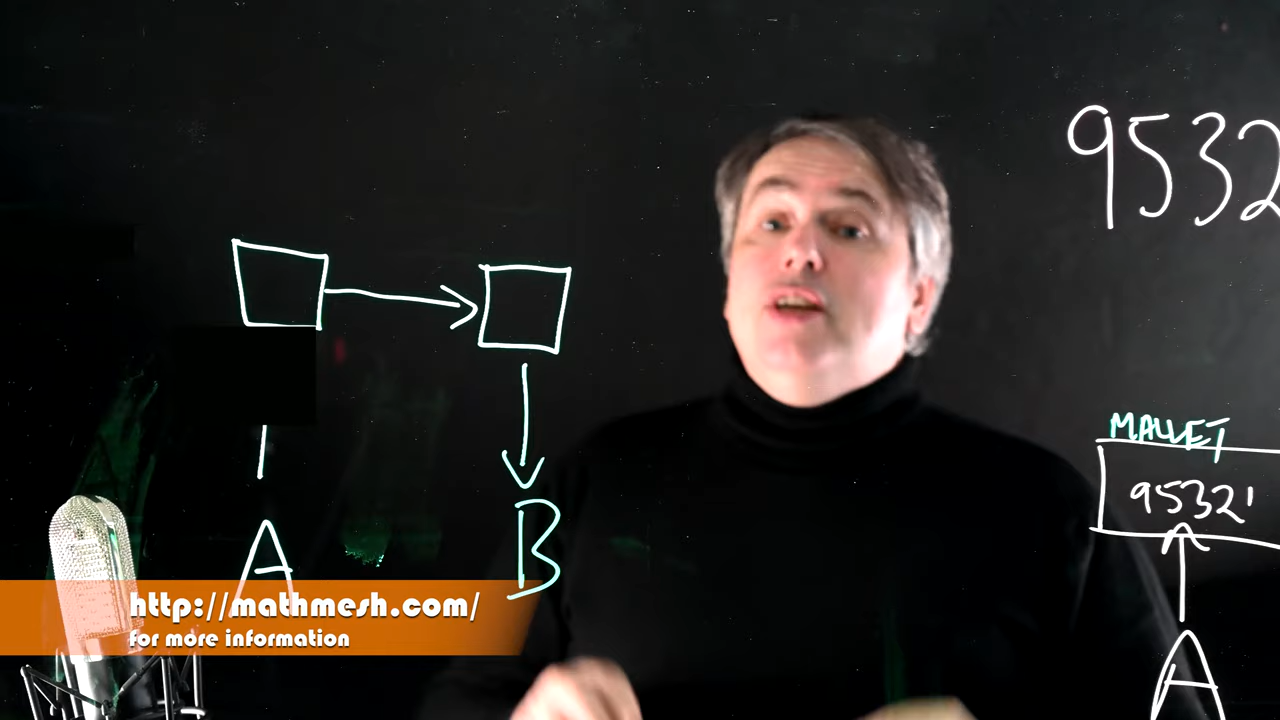 9532
MALLET
95321
A
B
A
http://mathmesh.com/
for more information